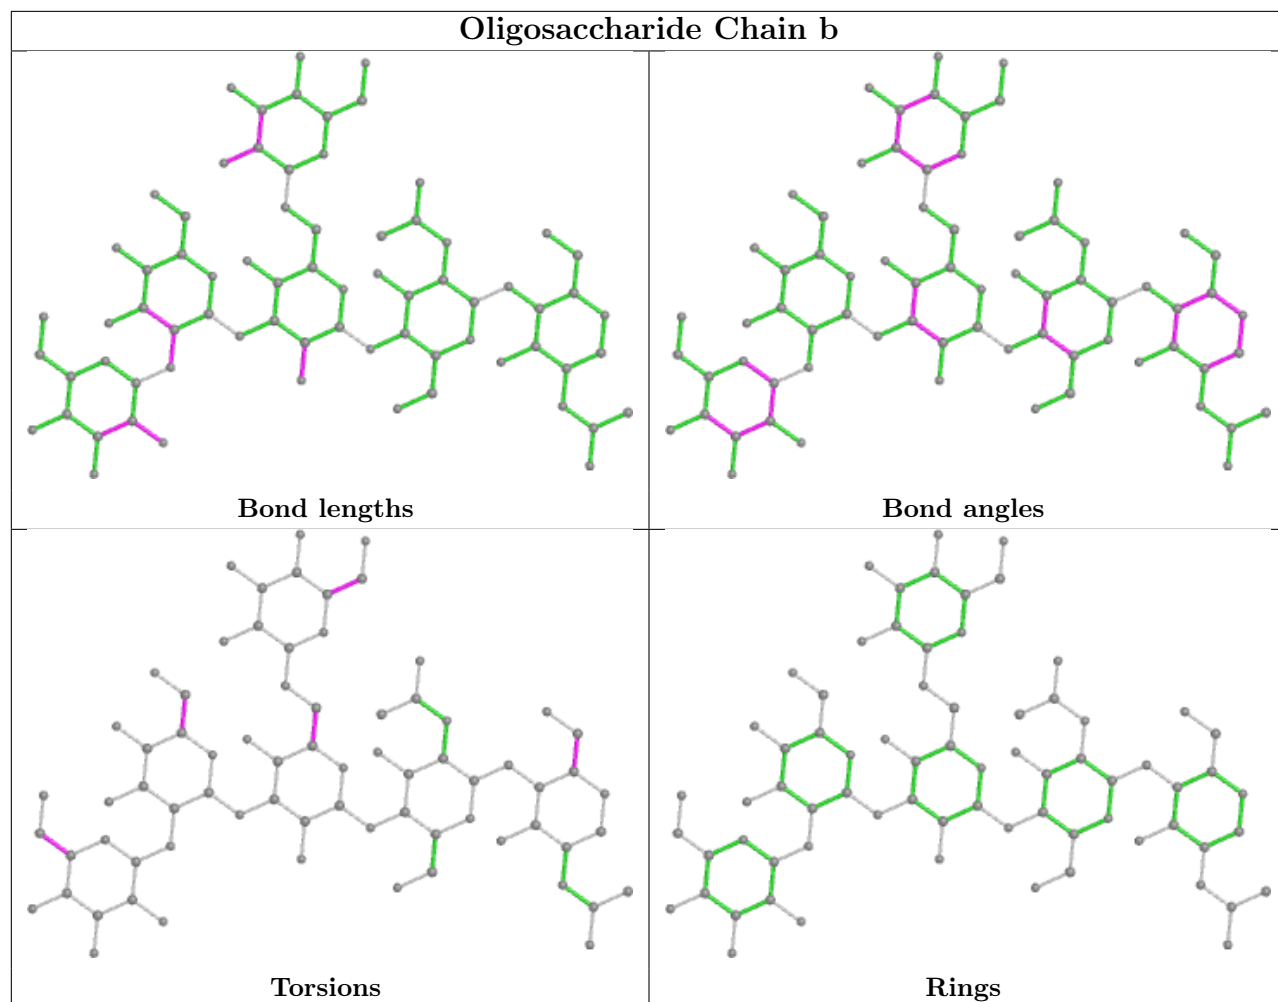 Oligosaccharide Chain b
Bond lengths
Bond angles
Torsions
Rings